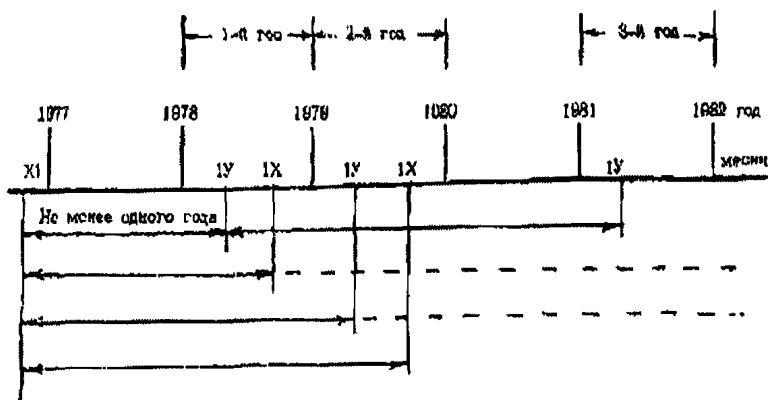 1-й год 2-й год 3-й год
1977 1978 1979 1980 1981 1982 год
XI IУ IX IУ IX IУ месяц
Не менее одного года